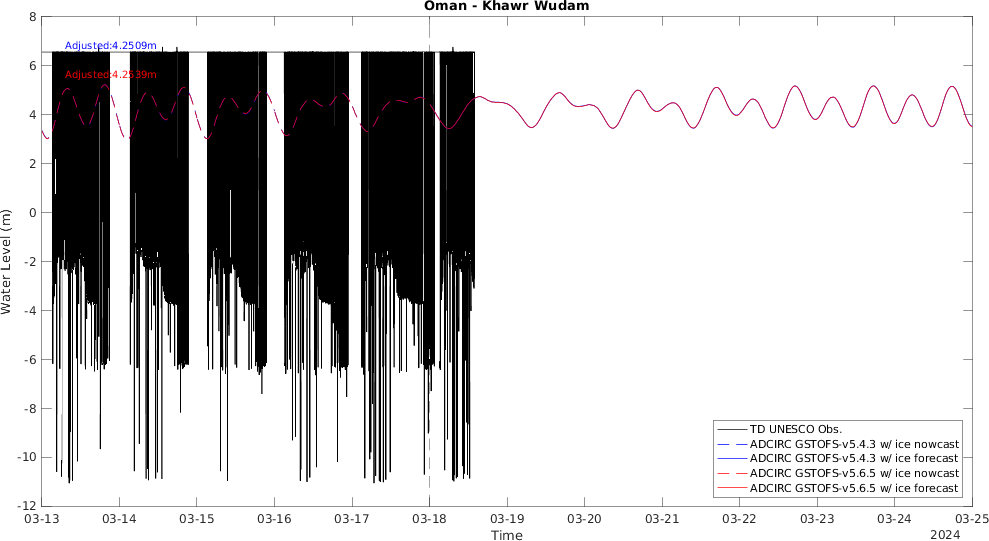 Oman - Khawr Wudam
8
6
4
2
0
-2
-4
-6
-8
-10
-12
Water Level (m)
Adjusted:4.2509m
Adjusted:4.2539m
TD UNESCO Obs.
ADCIRC GSTOFS-v5.4.3 w/ ice nowcast
ADCIRC GSTOFS-v5.4.3 w/ ice forecast
ADCIRC GSTOFS-v5.6.5 w/ ice nowcast
ADCIRC GSTOFS-v5.6.5 w/ ice forecast
03-13 03-14 03-15 03-16 03-17 03-18 03-19 03-20 03-21 03-22 03-23 03-24 03-25
Time
2024